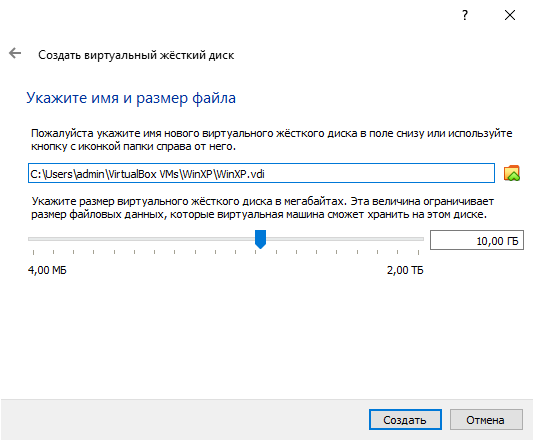 ?
Создать виртуальный жёсткий диск
Укажите имя и размер файла
Пожалуйста укажите имя нового виртуального жёсткого диска в поле снизу или используйте
кнопку с иконкой папки справа от него.
C:\Users\admin\VirtualBox VMs\WinXP\WinXP.vdi
Укажите размер виртуального жёсткого диска в мегабайтах. Эта величина ограничивает
размер файловых данных, которые виртуальная машина сможет хранить на этом диске.
10,00 ГБ
4,00 МБ 2,00 ТБ
Создать Отмена